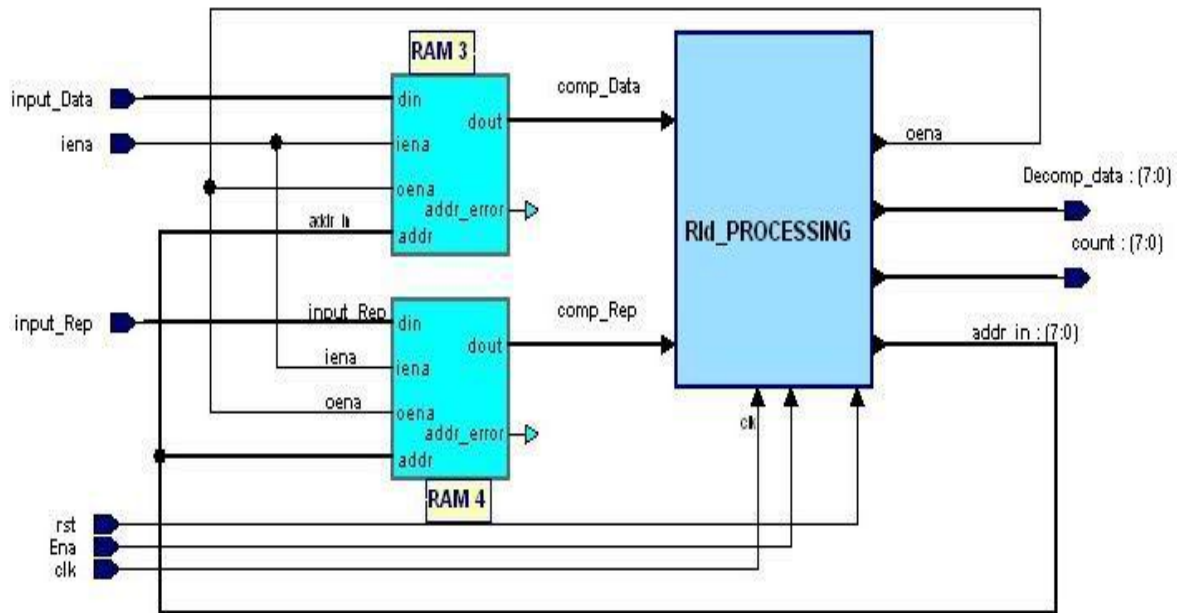 RAM 3
input_Data
iena
din
dout
iena
oena
addr_error
addr
addr_in
comp_Data
Rld_PROCESSING
oena
Decomp_data : (7:0)
count : (7:0)
addr_in : (7:0)
input_Rep
input_Rep
iena
oena
din
dout
iena
oena
addr_error
addr
comp_Rep
RAM 4
clk
rst
Ena
clk